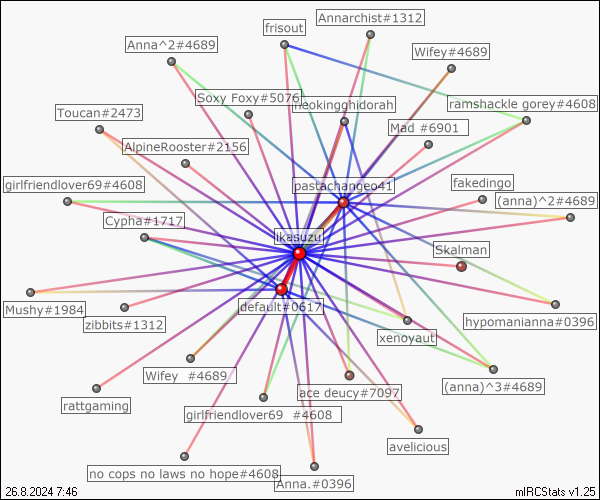 Annarchist#1312
frisout
Anna^2#4689
Wifey#4689
Soxy Foxy#5076
neokingghidorah
ramshackle gorey#4608
Toucan#2473
Mad #6901
AlpineRooster#2156
pastachangeo41
girlfriendlover69#4608
fakedingo
(anna)^2#4689
Cypha#1717
ikasuzu
Skalman
Mushy#1984
default#0617
zibbits#1312
hypomanianna#0396
xenoyaut
Wifey #4689
ace deucy#7097
(anna)^3#4689
rattgaming
girlfriendlover69 #4608
avelicious
no cops no laws no hope#4608
Anna.#0396
26.8.2024 7:46
mIRCStats v1.25